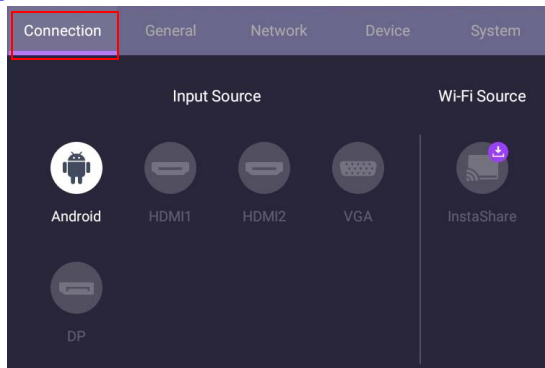 Connection General Network Device System
Input Source Wi-Fi Source
Android HDMI1 HDMI2 VGA InstaShare
DP